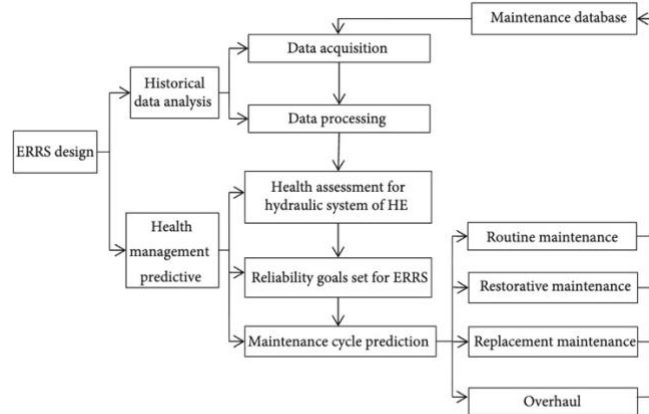 Maintenance database
Data acquisition
Historical
data analysis
Data processing
ERRS design
Health assessment for
hydraulic system of HE
Health
management
predictive
Routine maintenance
Reliability goals set for ERRS
Restorative maintenance
Maintenance cycle prediction
Replacement maintenance
Overhaul